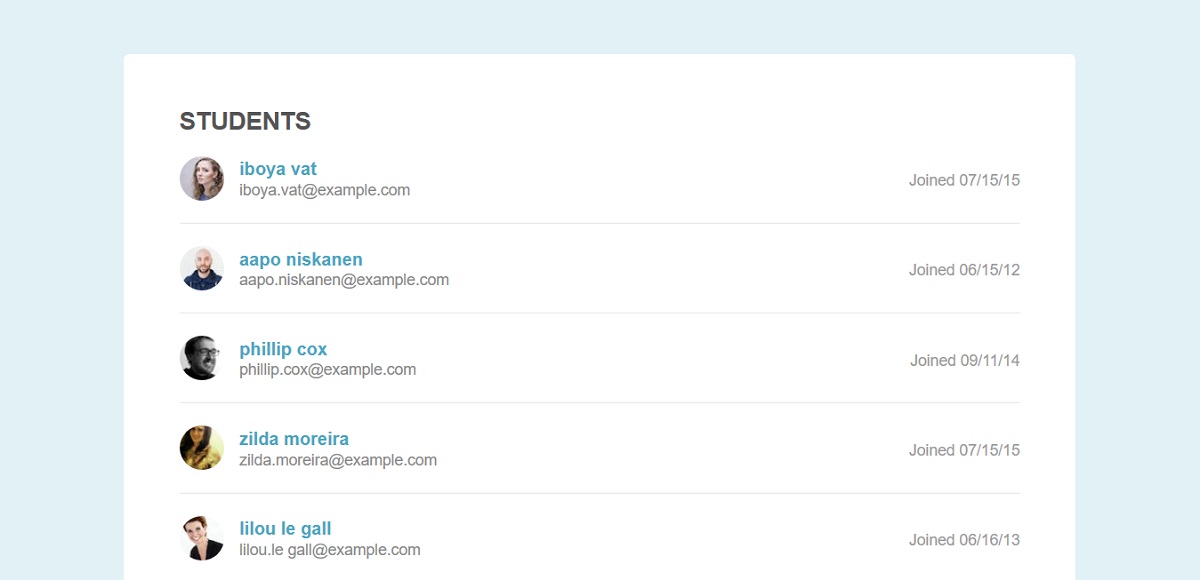 STUDENTS
iboya vat
iboya.vat@example.com
Joined 07/15/15
aapo niskanen
aapo.niskanen@example.com
Joined 06/15/12
phillip cox
phillip.cox@example.com
Joined 09/11/14
zilda moreira
zilda.moreira@example.com
Joined 07/15/15
lilou le gall
lilou.le gall@example.com
Joined 06/16/13